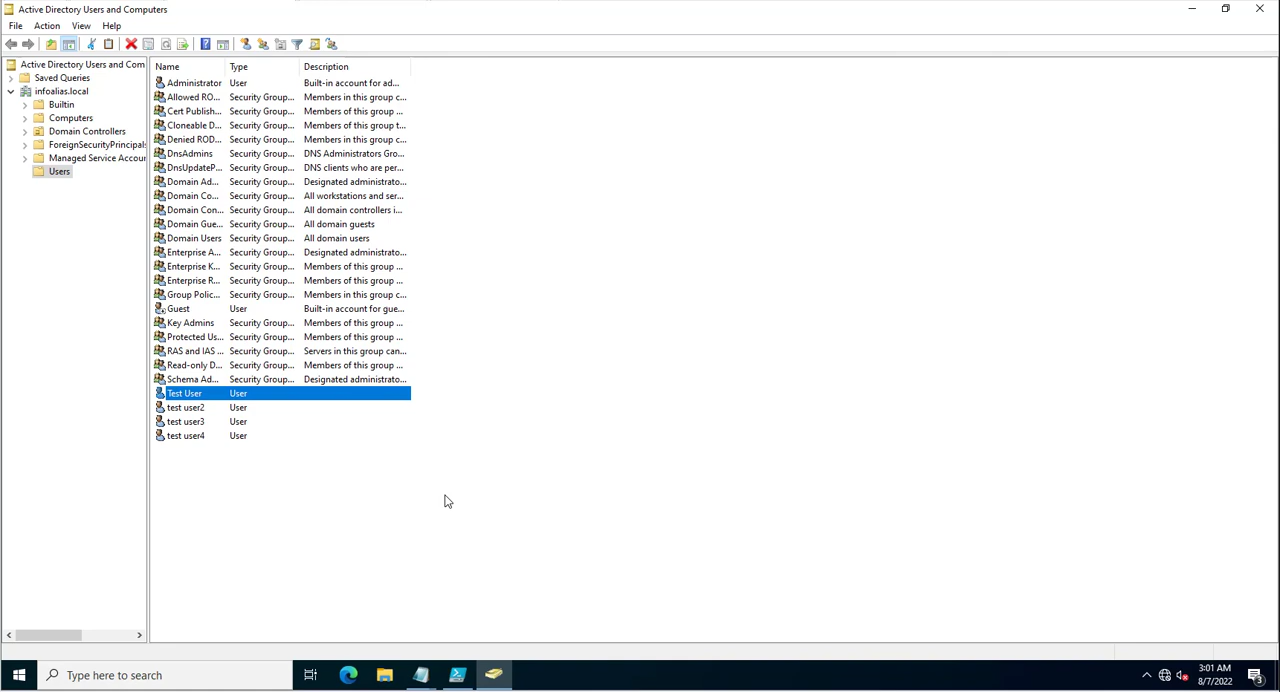 Active Directory Users and Computers
File Action View Help
Active Directory Users and Com
Saved Queries
infoalias.local
Builtin
Computers
Domain Controllers
ForeignSecurityPrincipals
Managed Service Accoun
Users
Name Type Description
Administrator User Built-in account for ad...
Allowed RO... Security Group... Members in this group c...
Cert Publish... Security Group... Members of this group ...
Cloneable D... Security Group... Members of this group t...
Denied ROD... Security Group... Members in this group c...
DnsAdmins Security Group... DNS Administrators Gro...
DnsUpdateP... Security Group... DNS clients who are per...
Domain Ad... Security Group... Designated administrato...
Domain Co... Security Group... All workstations and ser...
Domain Con... Security Group... All domain controllers i...
Domain Gue... Security Group... All domain guests
Domain Users Security Group... All domain users
Enterprise A... Security Group... Designated administrato...
Enterprise K... Security Group... Members of this group ...
Enterprise R... Security Group... Members of this group ...
Group Polic... Security Group... Members in this group c...
Guest User Built-in account for gue...
Key Admins Security Group... Members of this group ...
Protected Us... Security Group... Members of this group ...
RAS and IAS ... Security Group... Servers in this group can...
Read-only D... Security Group... Members of this group ...
Schema Ad... Security Group... Designated administrato...
Test User User
test user2 User
test user3 User
test user4 User
Type here to search
3:01 AM
8/7/2022
3